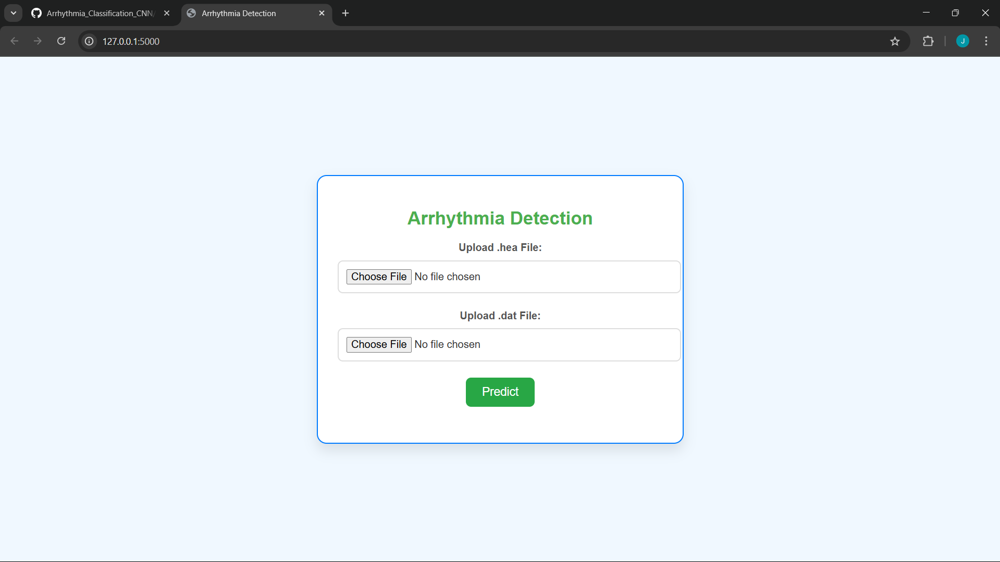 Arrhythmia_Classification_CNN/
Arrhythmia Detection
127.0.0.1:5000
J
Arrhythmia Detection
Upload .hea File:
Choose File No file chosen
Upload .dat File:
Choose File No file chosen
Predict